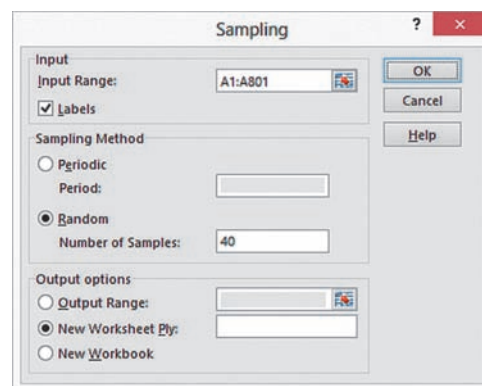 Sampling
?
×
Input
Input Range:
A1:A801
Labels
OK
Cancel
Help
Sampling Method
Periodic
Period:
Random
Number of Samples:
40
Output options
Output Range:
New Worksheet Ply:
New Workbook